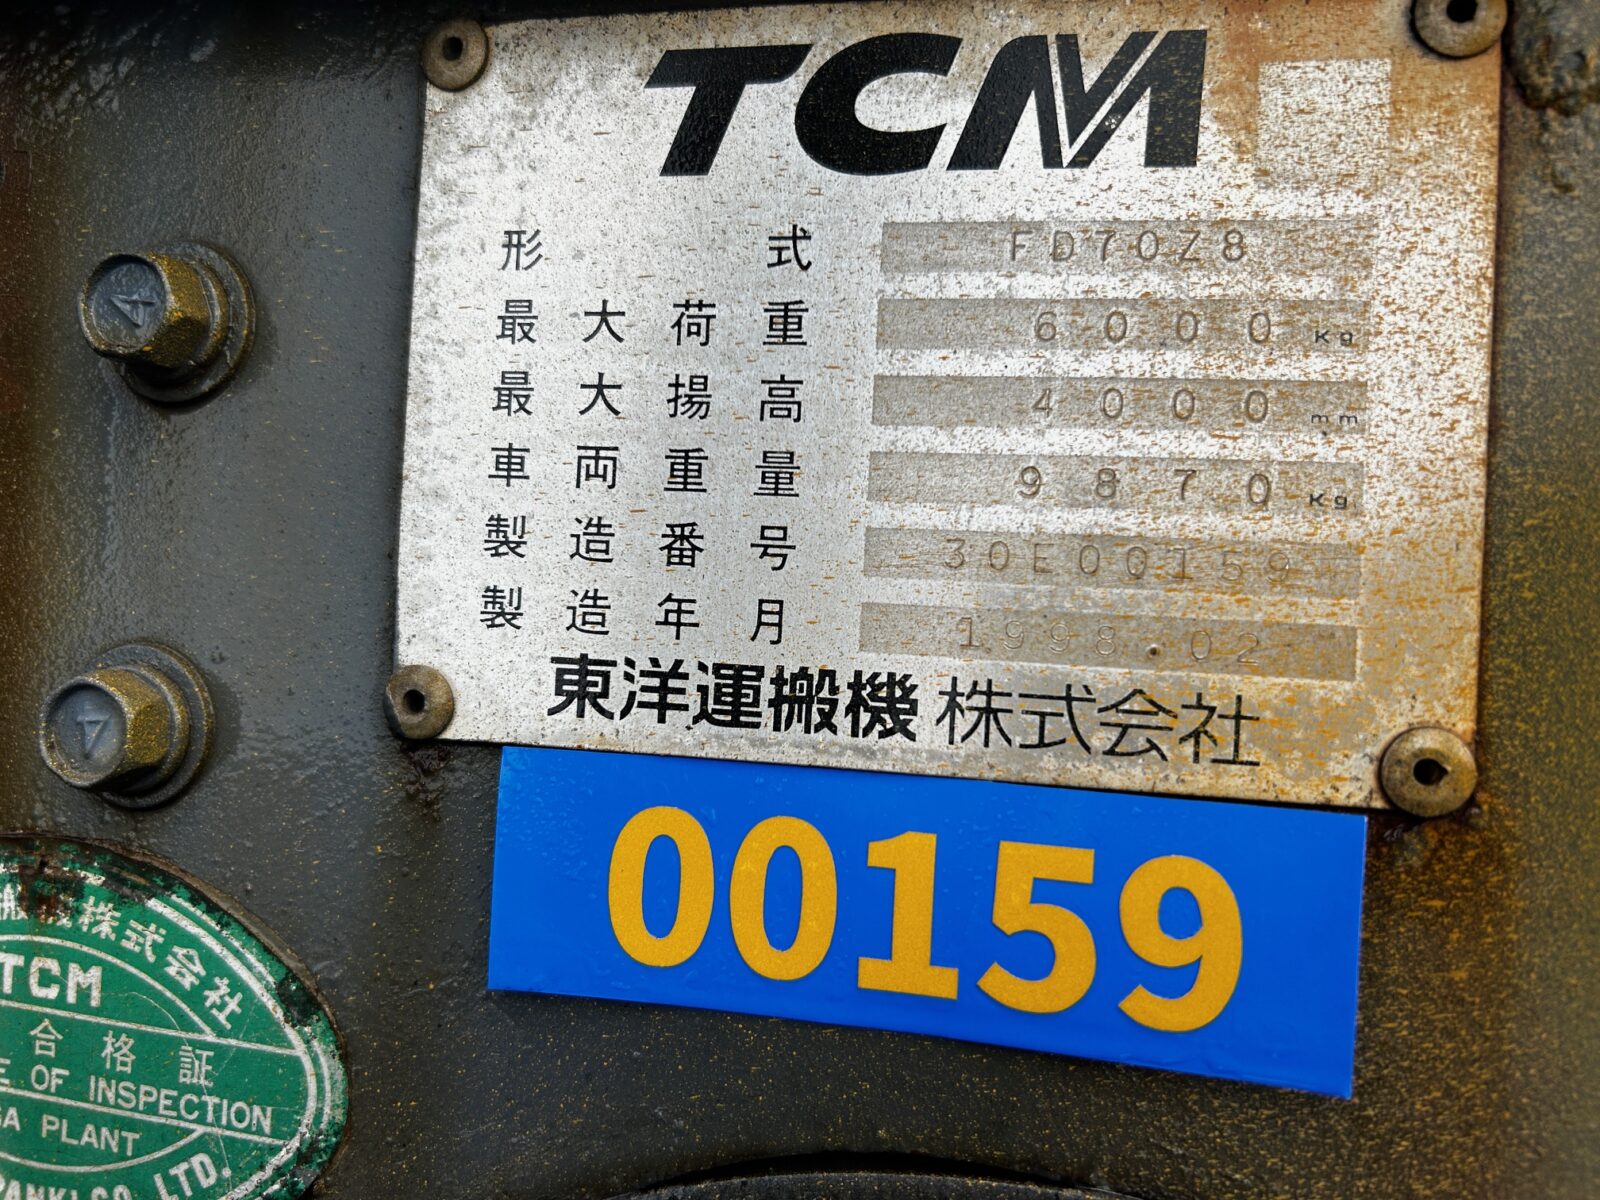 TCM
形式 FD70Z8
最大荷重 6000 Kg
最大揚高 4000 mm
車両重量 9870 Kg
製造番号 30E00159
製造年月 1998.02
東洋運搬機株式会社
00159
搬機株式会社
TCM
合格証
OF INSPECTION
PLANT
CO., LTD.